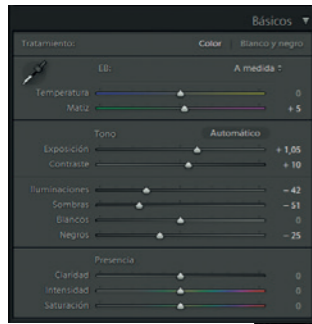 Básicos ▼
Tratamiento: Color | Blanco y negro
EB: A medida
Temperatura 0
Matiz + 5
Tono Automático
Exposición + 1,05
Contraste + 10
Iluminaciones – 42
Sombras – 51
Blancos 0
Negros – 25
Presencia
Claridad 0
Intensidad 0
Saturación 0